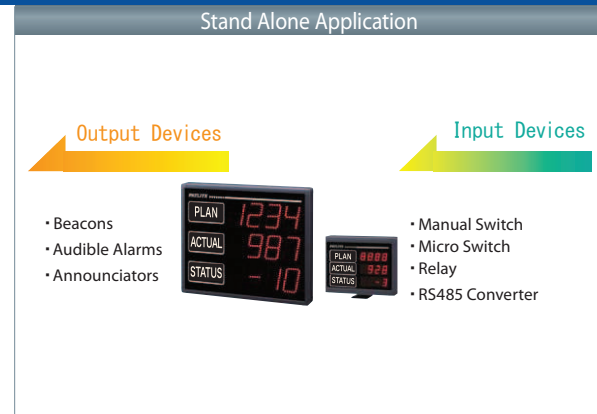 Stand Alone Application
Output Devices
Input Devices
・Beacons
・Audible Alarms
・Announciators
PLAN 1234
ACTUAL 987
STATUS -10
PLAN 8888
ACTUAL 928
STATUS -3
・Manual Switch
・Micro Switch
・Relay
・RS485 Converter